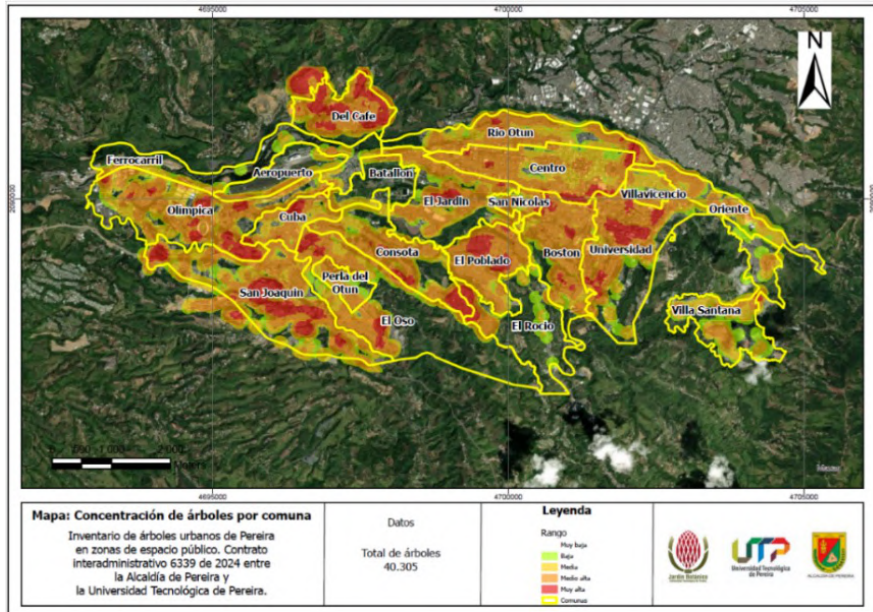 4695000
4700000
4705000
N
Del Cafe
Rio Otun
Ferrocarril
Centro
Aeropuerto
Batallon
Villavicencio
El Jardin
San Nicolas
Olimpica
Oriente
Cuba
Consota
Boston
Universidad
El Poblado
Perla del
Otun
San Joaquin
Villa Santana
El Oso
El Rocio
4695000
4700000
4705000
Mapa: Concentración de árboles por comuna
Inventario de árboles urbanos de Pereira
en zonas de espacio público. Contrato
interadministrativo 6339 de 2024 entre
la Alcaldía de Pereira y
la Universidad Tecnológica de Pereira.
Datos
Total de árboles
40.305
Leyenda
Rango
Muy baja
Baja
Media
Medio alta
Muy alta
Comunas
Jardín Botánico
UTP
Universidad Tecnológica
de Pereira
ALCALDÍA DE PEREIRA